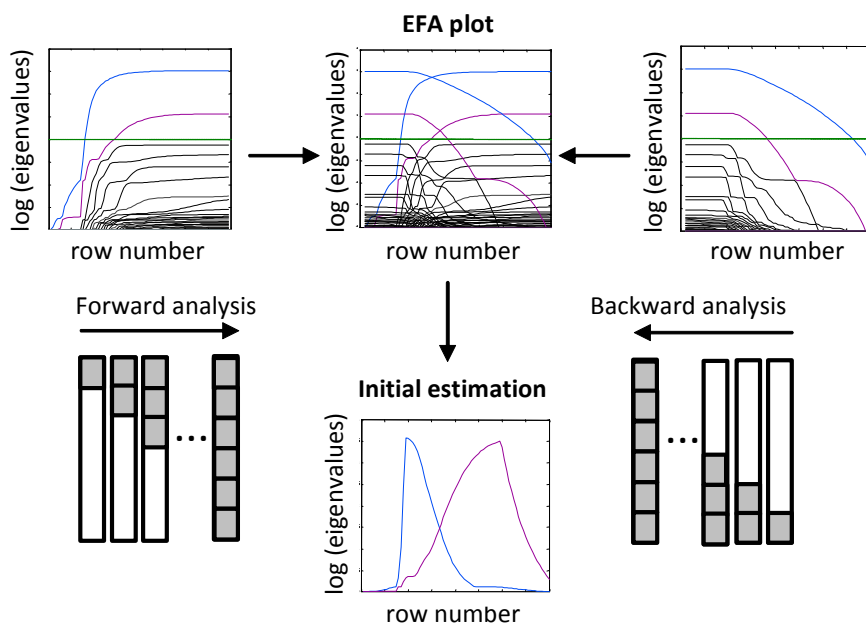 EFA plot
log (eigenvalues)
row number
log (eigenvalues)
row number
log (eigenvalues)
row number
Forward analysis
Backward analysis
...
...
Initial estimation
log (eigenvalues)
row number